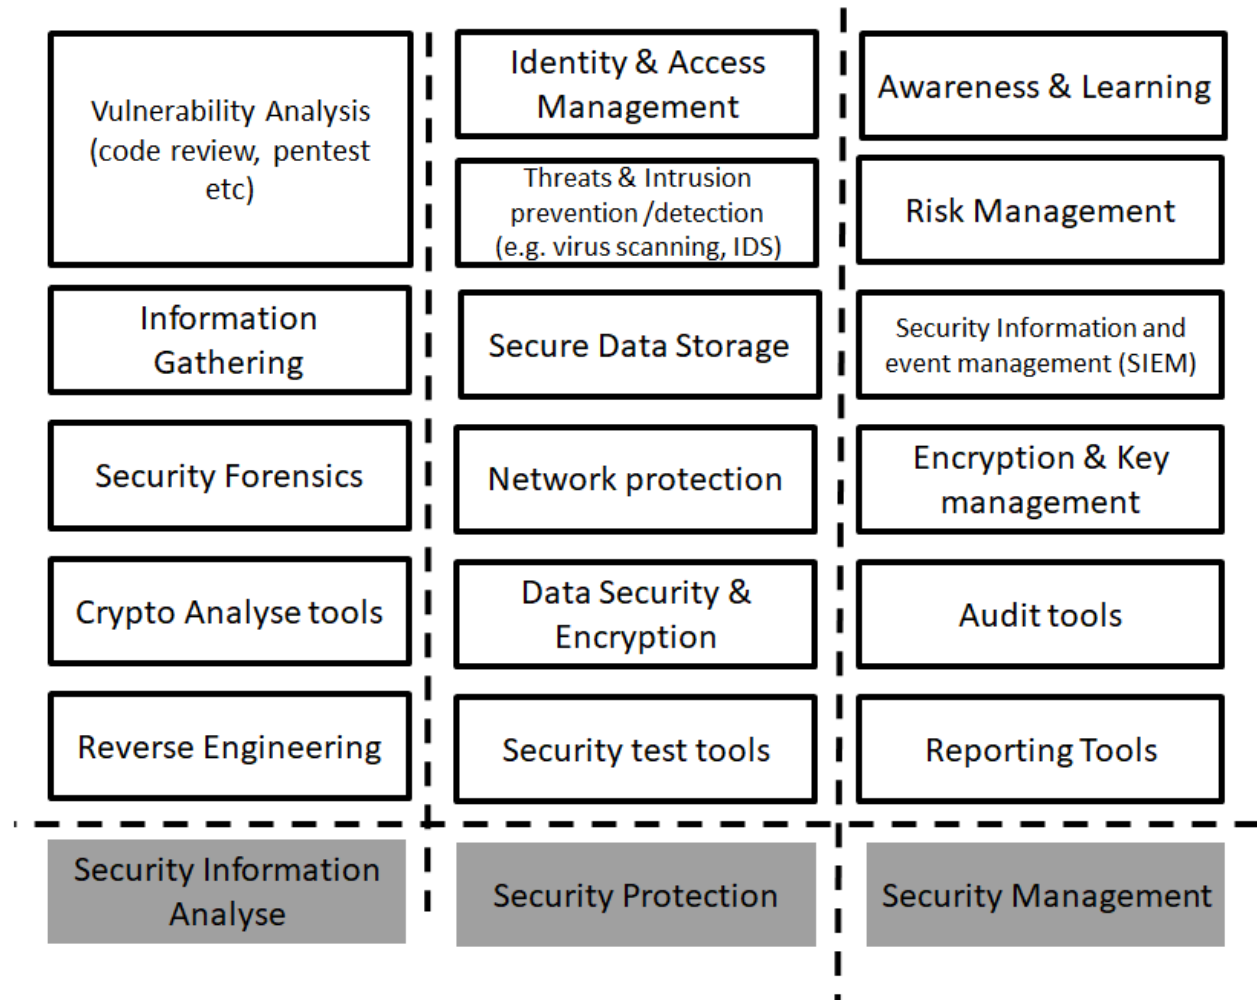 Vulnerability Analysis
(code review, pentest
etc)
Information
Gathering
Security Forensics
Crypto Analyse tools
Reverse Engineering
Security Information
Analyse
Identity & Access
Management
Threats & Intrusion
prevention /detection
(e.g. virus scanning, IDS)
Secure Data Storage
Network protection
Data Security &
Encryption
Security test tools
Security Protection
Awareness & Learning
Risk Management
Security Information and
event management (SIEM)
Encryption & Key
management
Audit tools
Reporting Tools
Security Management